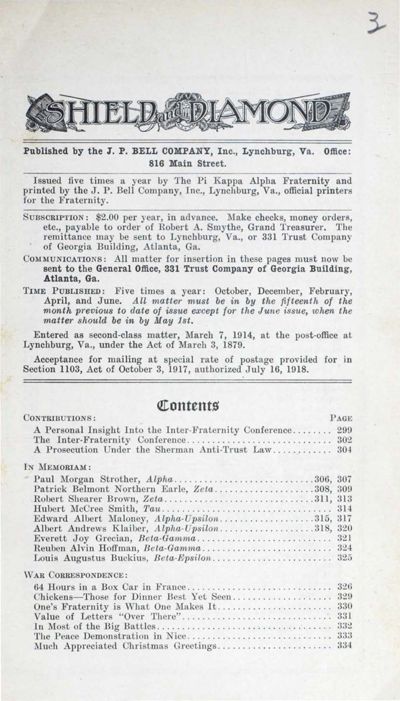 3
SHIELD and DIAMOND
Published by the J. P. BELL COMPANY, Inc., Lynchburg, Va. Office:
816 Main Street.
Issued five times a year by The Pi Kappa Alpha Fraternity and
printed by the J. P. Bell Company, Inc., Lynchburg, Va., official printers
for the Fraternity.
SUBSCRIPTION: $2.00 per year, in advance. Make checks, money orders,
etc., payable to order of Robert A. Smythe, Grand Treasurer. The
remittance may be sent to Lynchburg, Va., or 331 Trust Company
of Georgia Building, Atlanta, Ga.
COMMUNICATIONS: All matter for insertion in these pages must now be
sent to the General Office, 331 Trust Company of Georgia Building,
Atlanta, Ga.
TIME PUBLISHED: Five times a year: October, December, February,
April, and June. All matter must be in by the fifteenth of the
month previous to date of issue except for the June issue, when the
matter should be in by May 1st.
Entered as second-class matter, March 7, 1914, at the post-office at
Lynchburg, Va., under the Act of March 3, 1879.
Acceptance for mailing at special rate of postage provided for in
Section 1103, Act of October 3, 1917, authorized July 16, 1918.
Contents
CONTRIBUTIONS: PAGE
A Personal Insight Into the Inter-Fraternity Conference........ 299
The Inter-Fraternity Conference............................ 302
A Prosecution Under the Sherman Anti-Trust Law............ 304
IN MEMORIAM:
Paul Morgan Strother, Alpha............................306, 307
Patrick Belmont Northern Earle, Zeta....................308, 309
Robert Shearer Brown, Zeta..............................311, 313
Hubert McCree Smith, Tau................................ 314
Edward Albert Maloney, Alpha-Upsilon....................315, 317
Albert Andrews Klaiber, Alpha-Upsilon...................318, 320
Everett Joy Grecian, Beta-Gamma........................... 321
Reuben Alvin Hoffman, Beta-Gamma......................... 324
Louis Augustus Buckius, Beta-Epsilon....................... 325
WAR CORRESPONDENCE:
64 Hours in a Box Car in France............................ 326
Chickens—Those for Dinner Best Yet Seen................... 329
One's Fraternity is What One Makes It...................... 330
Value of Letters "Over There".............................. 331
In Most of the Big Battles................................. 332
The Peace Demonstration in Nice............................ 333
Much Appreciated Christmas Greetings....................... 334